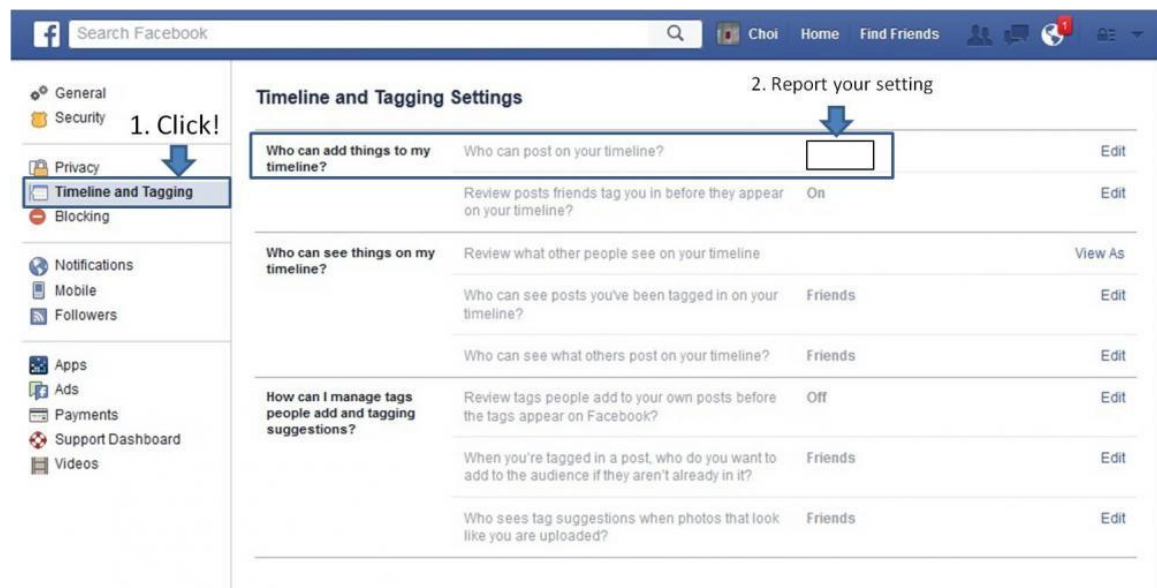 Search Facebook
Choi Home Find Friends 1
General
Security
1. Click!
Privacy
Timeline and Tagging
Blocking
Notifications
Mobile
Followers
Apps
Ads
Payments
Support Dashboard
Videos
Timeline and Tagging Settings
2. Report your setting
Who can add things to my
timeline?
Who can post on your timeline?
Edit
Review posts friends tag you in before they appear
on your timeline?
On
Edit
Who can see things on my
timeline?
Review what other people see on your timeline
View As
Who can see posts you've been tagged in on your
timeline?
Friends
Edit
Who can see what others post on your timeline?
Friends
Edit
How can I manage tags
people add and tagging
suggestions?
Review tags people add to your own posts before
the tags appear on Facebook?
Off
Edit
When you're tagged in a post, who do you want to
add to the audience if they aren't already in it?
Friends
Edit
Who sees tag suggestions when photos that look
like you are uploaded?
Friends
Edit